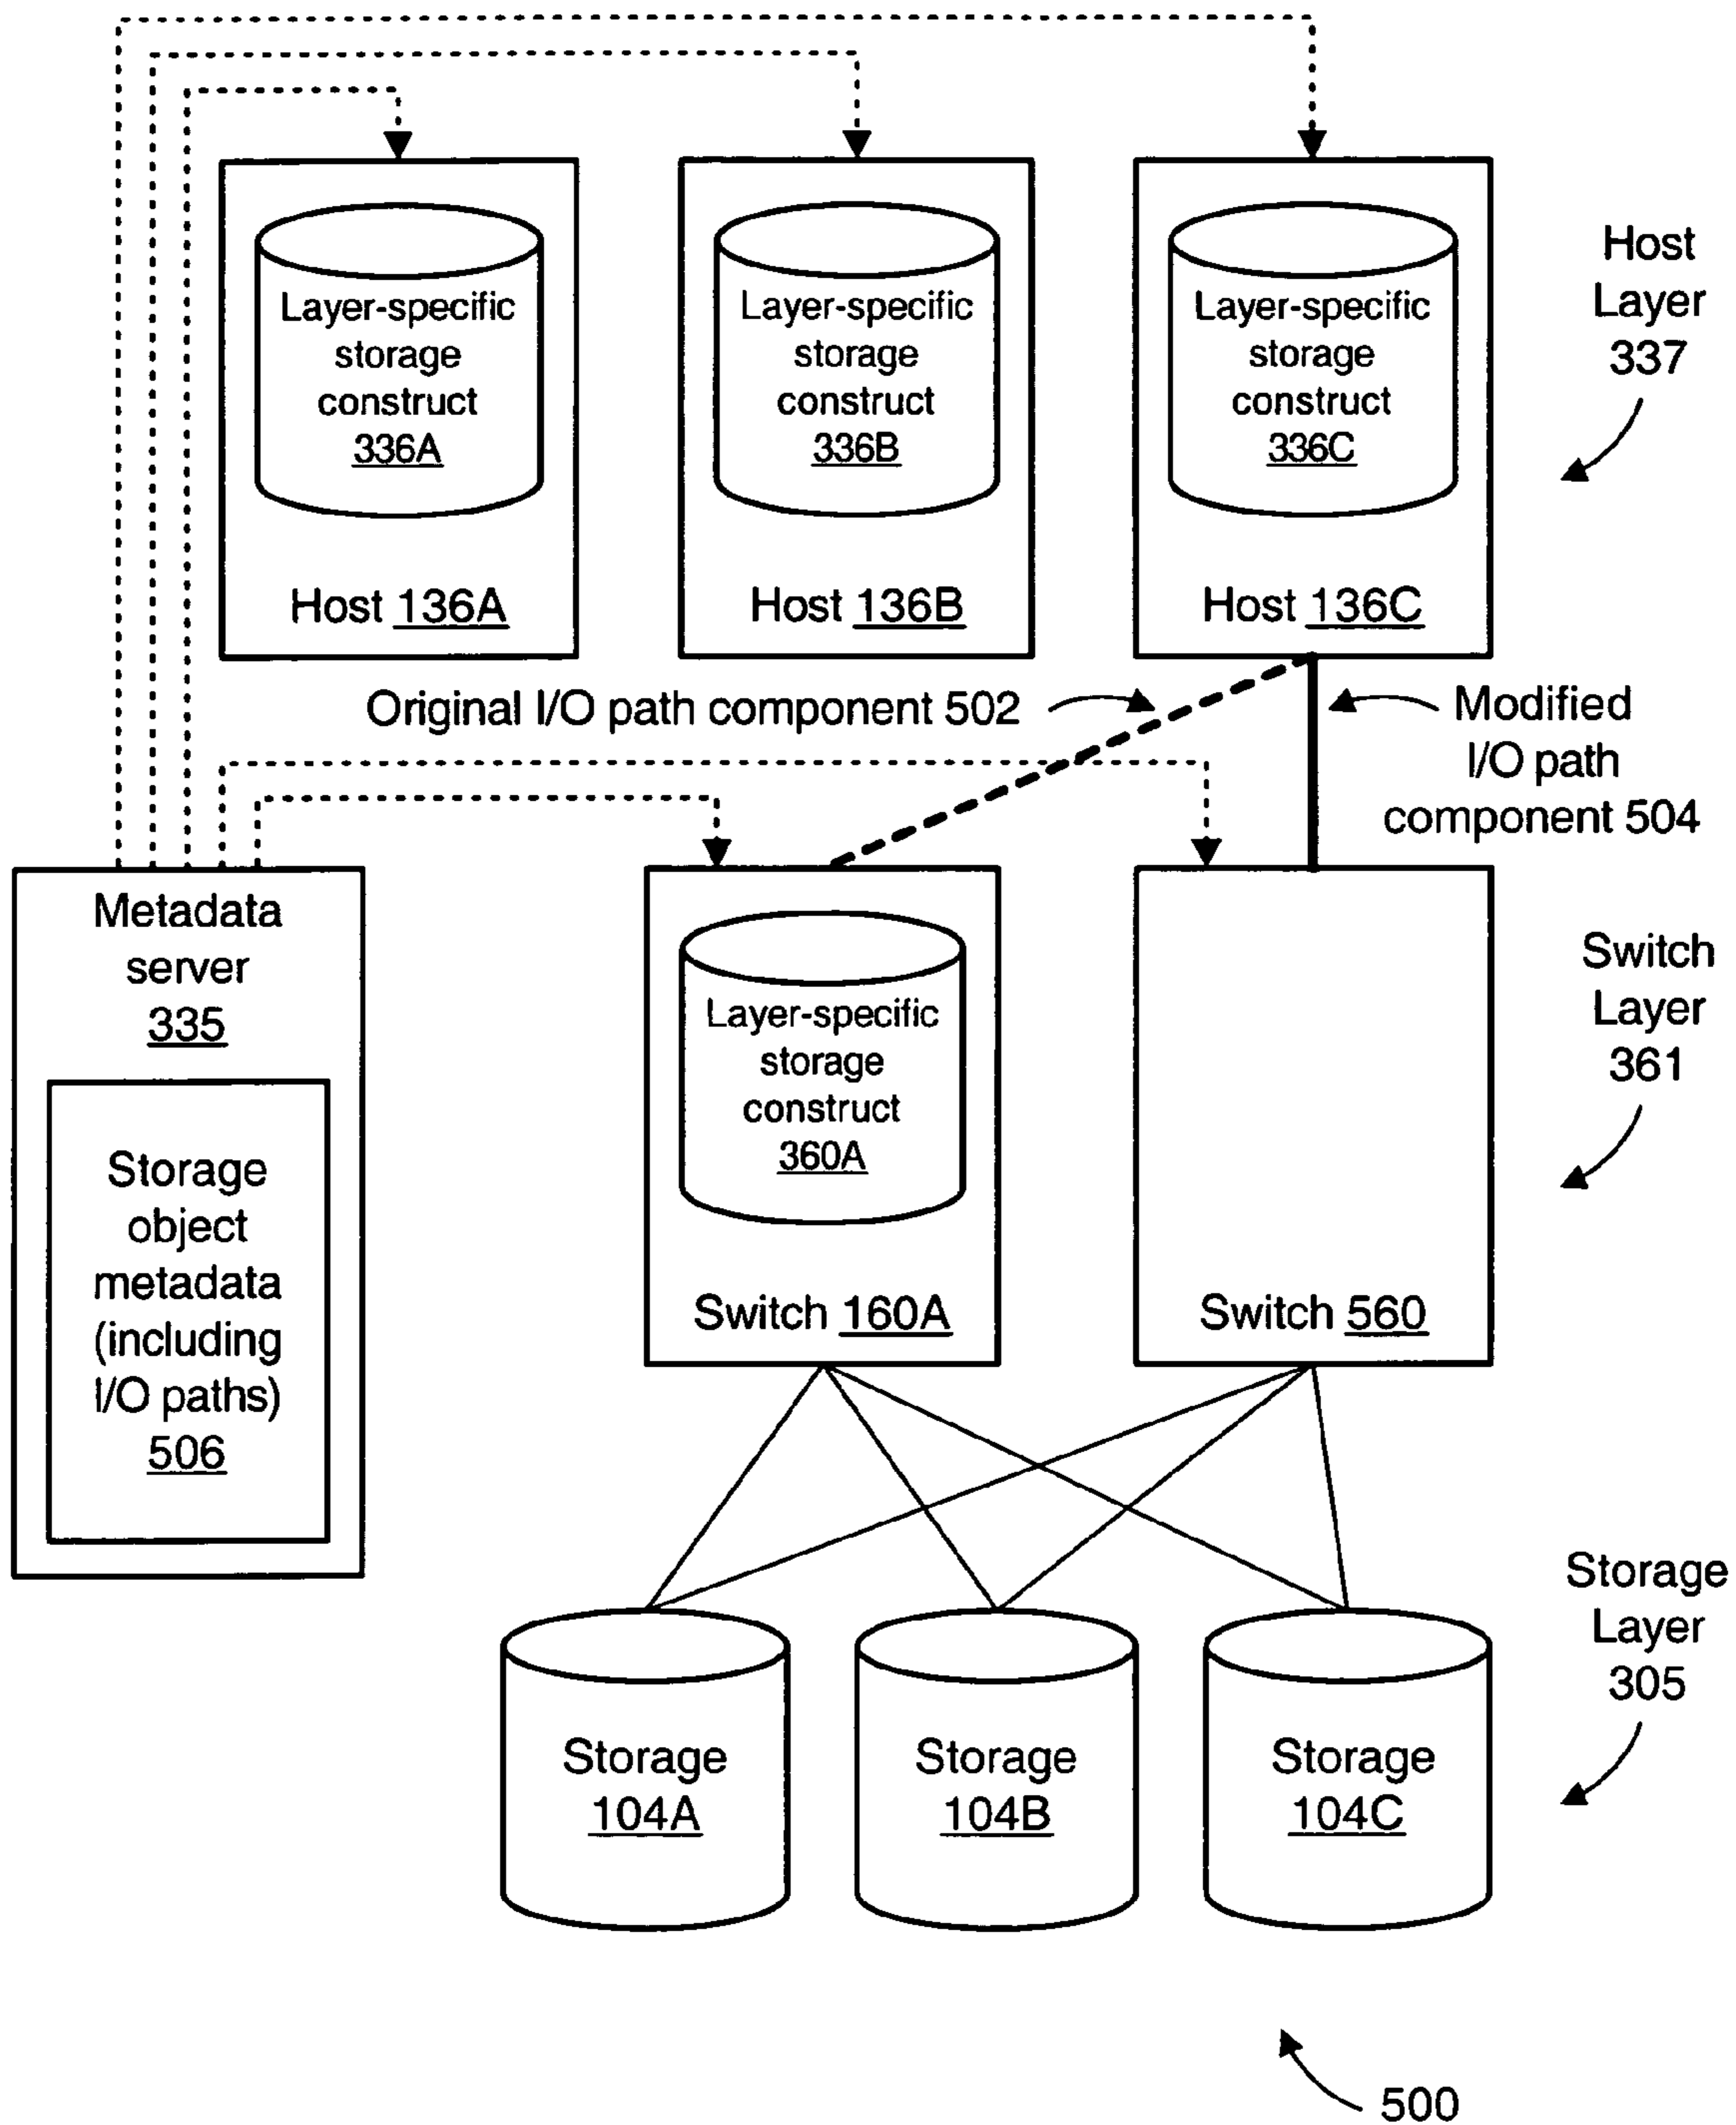 Layer-specific
storage
construct
336A
Host 136A
Layer-specific
storage
construct
336B
Host 136B
Layer-specific
storage
construct
336C
Host 136C
Host
Layer
337
Original I/O path component 502
Modified
I/O path
component 504
Metadata
server
335
Storage
object
metadata
(including
I/O paths)
506
Layer-specific
storage
construct
360A
Switch 160A
Switch 560
Switch
Layer
361
Storage
104A
Storage
104B
Storage
104C
Storage
Layer
305
500